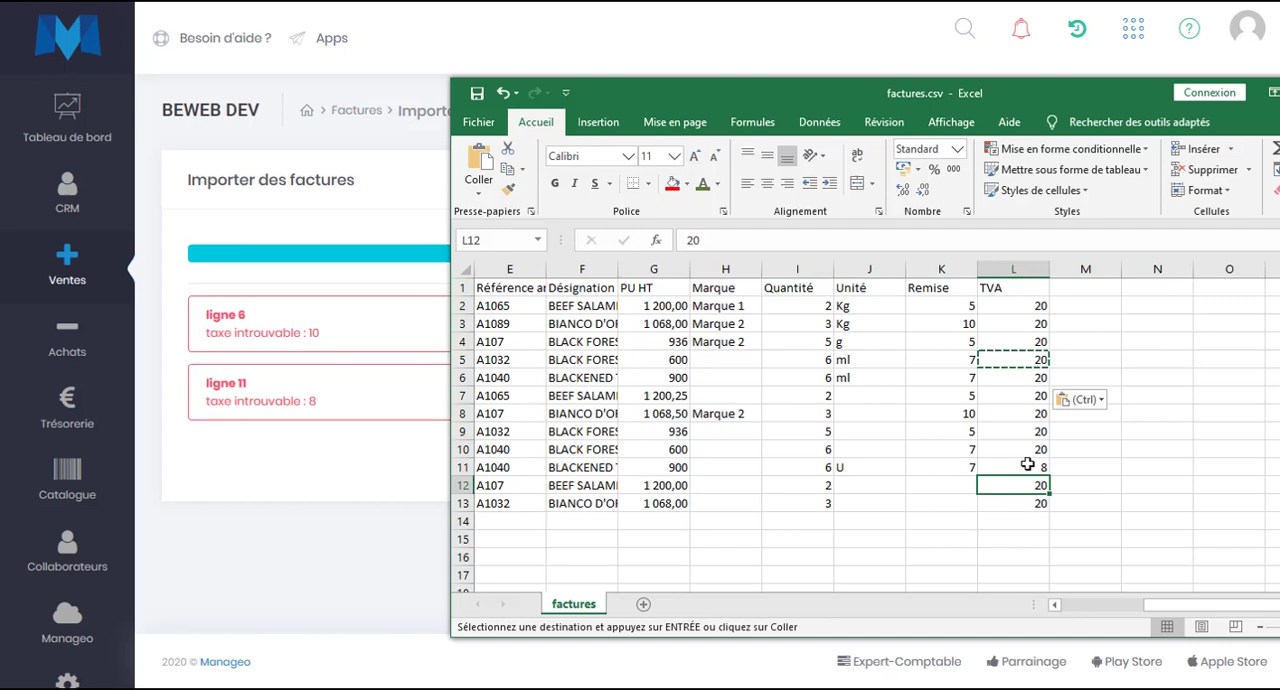 Besoin d'aide ? Apps
Tableau de bord
CRM
Ventes
Achats
Trésorerie
Catalogue
Collaborateurs
Manageo
BEWEB DEV > Factures > Importe
Importer des factures
ligne 6
taxe introuvable : 10
ligne 11
taxe introuvable : 8
2020 © Manageo
Expert-Comptable Parrainage Play Store Apple Store
factures.csv - Excel Connexion
Fichier Accueil Insertion Mise en page Formules Données Révision Affichage Aide Rechercher des outils adaptés
Coller Calibri 11 Standard Mise en forme conditionnelle Insérer
G I S % 000 Mettre sous forme de tableau Supprimer
Styles de cellules Format
Presse-papiers Police Alignement Nombre Styles Cellules
L12 fx 20
E F G H I J K L M N O
1 Référence ar Désignation PU HT Marque Quantité Unité Remise TVA
2 A1065 BEEF SALAM 1 200,00 Marque 1 2 Kg 5 20
3 A1089 BIANCO D'OR 1 068,00 Marque 2 3 Kg 10 20
4 A107 BLACK FORES 936 Marque 2 5 g 5 20
5 A1032 BLACK FORES 600 6 ml 7 20
6 A1040 BLACKENED 900 6 ml 7 20
7 A1065 BEEF SALAM 1 200,25 2 5 20
(Ctrl)
8 A107 BIANCO D'OR 1 068,50 Marque 2 3 10 20
9 A1032 BLACK FORES 936 5 5 20
10 A1040 BLACK FORES 600 6 7 20
11 A1040 BLACKENED 900 6 U 7 8
12 A107 BEEF SALAM 1 200,00 2 20
13 A1032 BIANCO D'OR 1 068,00 3 20
14
15
16
17
factures
Sélectionnez une destination et appuyez sur ENTRÉE ou cliquez sur Coller